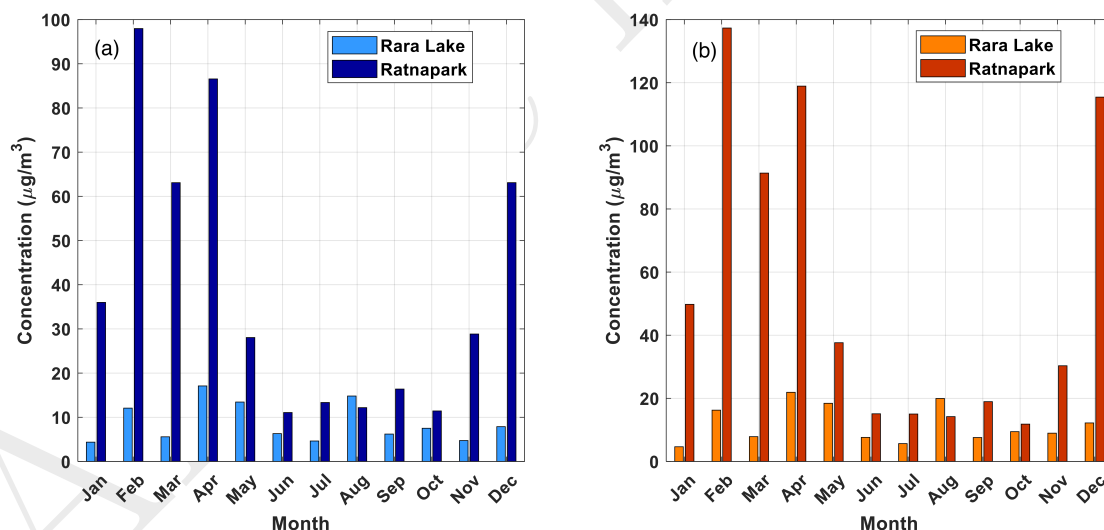 (a)
Rara Lake
Ratnapark
Concentration (μg/m³)
100
90
80
70
60
50
40
30
20
10
0
Jan Feb Mar Apr May Jun Jul Aug Sep Oct Nov Dec
Month
(b)
Rara Lake
Ratnapark
Concentration (μg/m³)
140
120
100
80
60
40
20
0
Jan Feb Mar Apr May Jun Jul Aug Sep Oct Nov Dec
Month